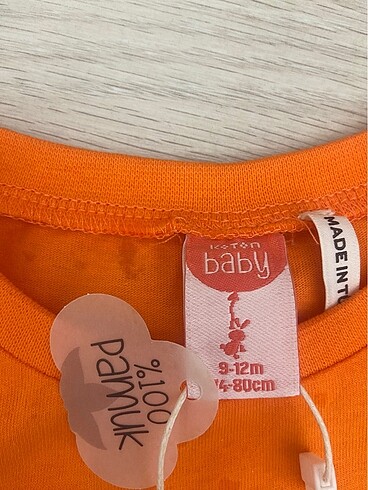 KOTON
baby
9-12m
74-80cm
MADE IN TU
%100
pamuk